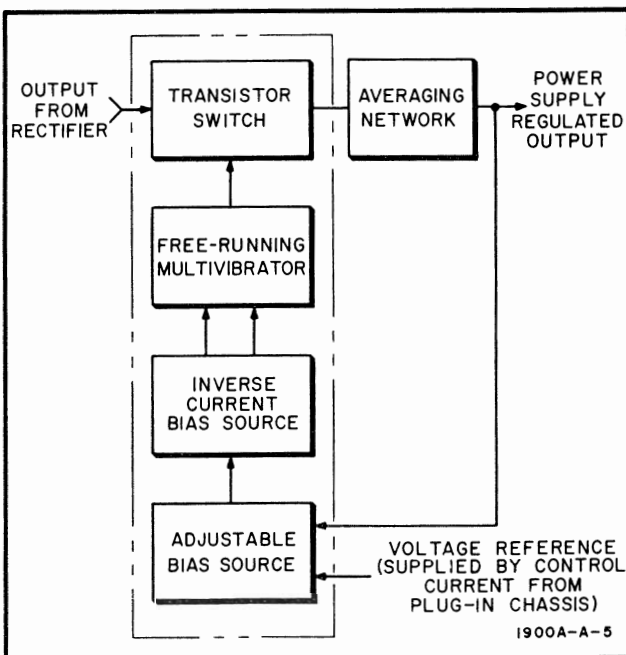 OUTPUT
FROM
RECTIFIER
TRANSISTOR
SWITCH
AVERAGING
NETWORK
POWER
SUPPLY
REGULATED
OUTPUT
FREE-RUNNING
MULTIVIBRATOR
INVERSE
CURRENT
BIAS SOURCE
ADJUSTABLE
BIAS SOURCE
VOLTAGE REFERENCE
(SUPPLIED BY CONTROL
CURRENT FROM
PLUG-IN CHASSIS)
1900A-A-5